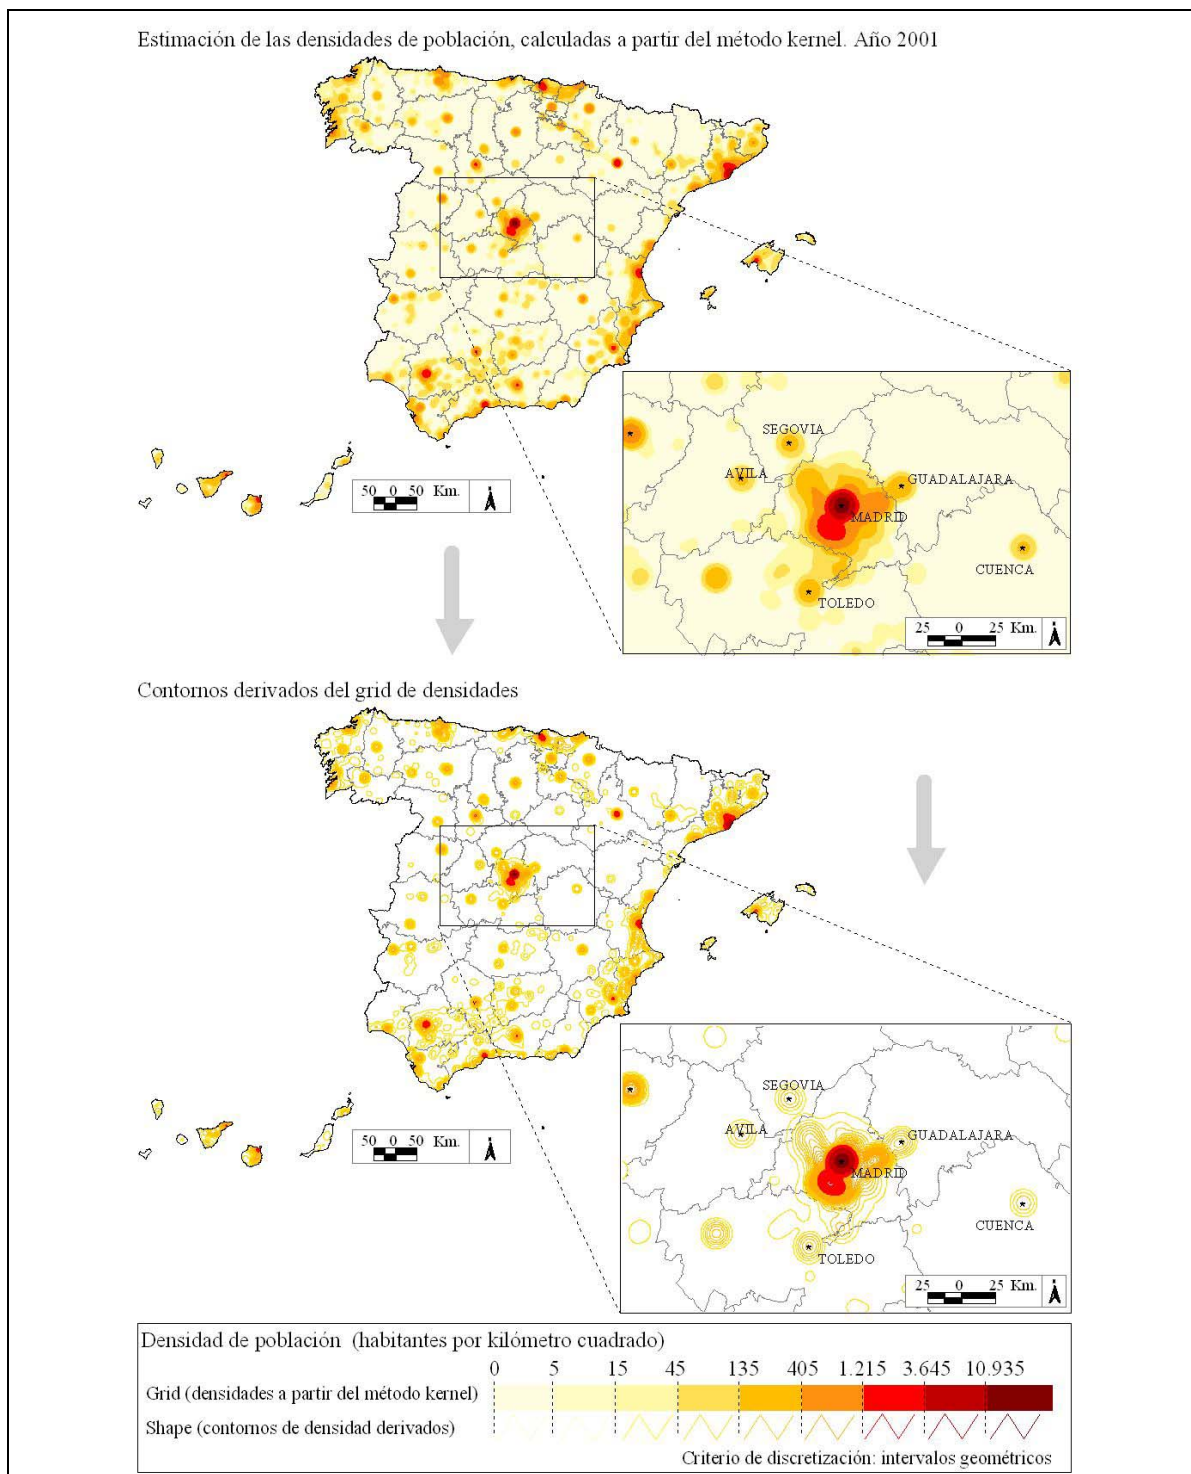 Estimación de las densidades de población, calculadas a partir del método kernel. Año 2001
SEGOVIA
AVILA
GUADALAJARA
MADRID
CUENCA
TOLEDO
50 0 50 Km.
25 0 25 Km.
Contornos derivados del grid de densidades
SEGOVIA
AVILA
GUADALAJARA
MADRID
CUENCA
TOLEDO
50 0 50 Km.
25 0 25 Km.
Densidad de población (habitantes por kilómetro cuadrado)
0 5 15 45 135 405 1.215 3.645 10.935
Grid (densidades a partir del método kernel)
Shape (contornos de densidad derivados)
Criterio de discretización: intervalos geométricos